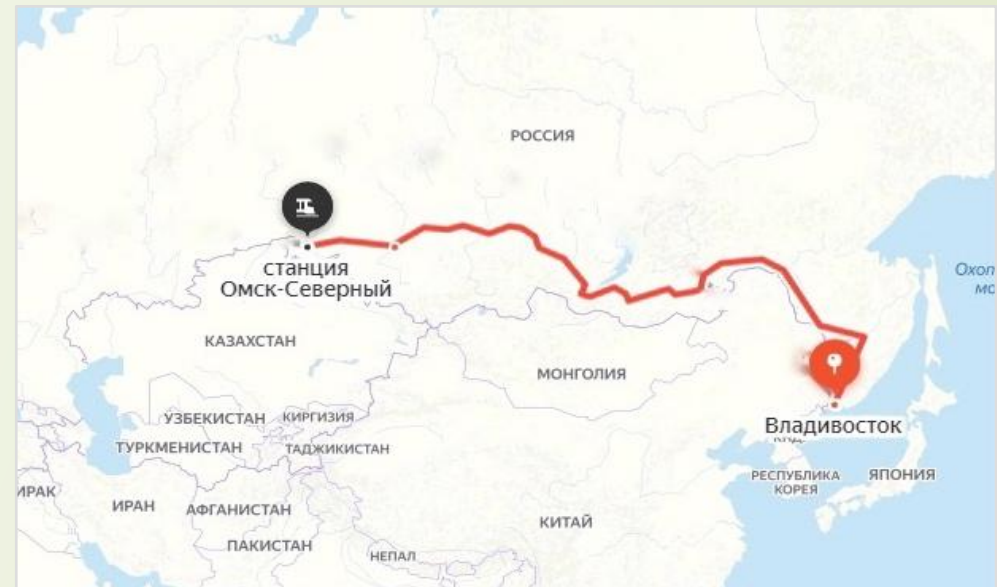 РОССИЯ
станция
Омск-Северный
Охот
мо
КАЗАХСТАН
МОНГОЛИЯ
УЗБЕКИСТАН
КИРГИЗИЯ
Владивосток
ТУРКМЕНИСТАН
ТАДЖИКИСТАН
РЕСПУБЛИКА
КОРЕЯ
ЯПОНИЯ
ИРАК
ИРАН
АФГАНИСТАН
КИТАЙ
ПАКИСТАН
НЕПАЛ